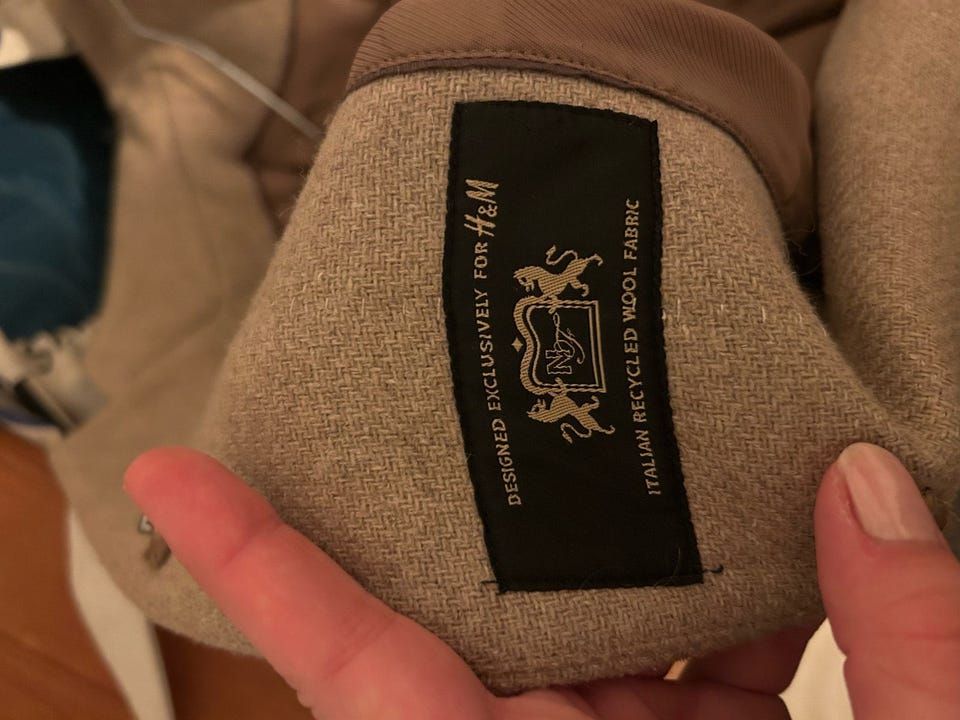 DESIGNED EXCLUSIVELY FOR H&M
ITALIAN RECYCLED WOOL FABRIC